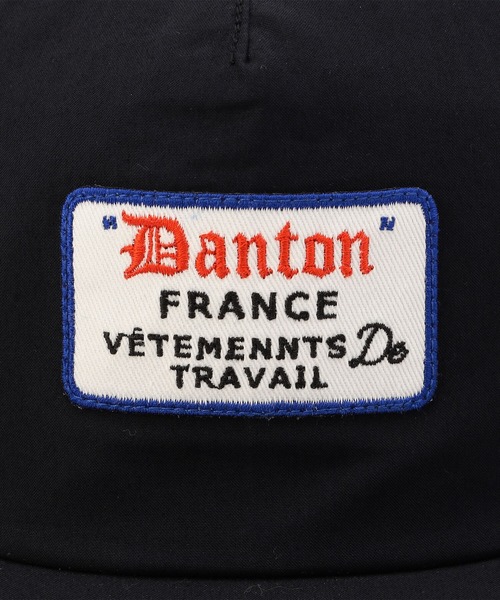 "Danton"
FRANCE
VÊTEMENNTS De
TRAVAIL